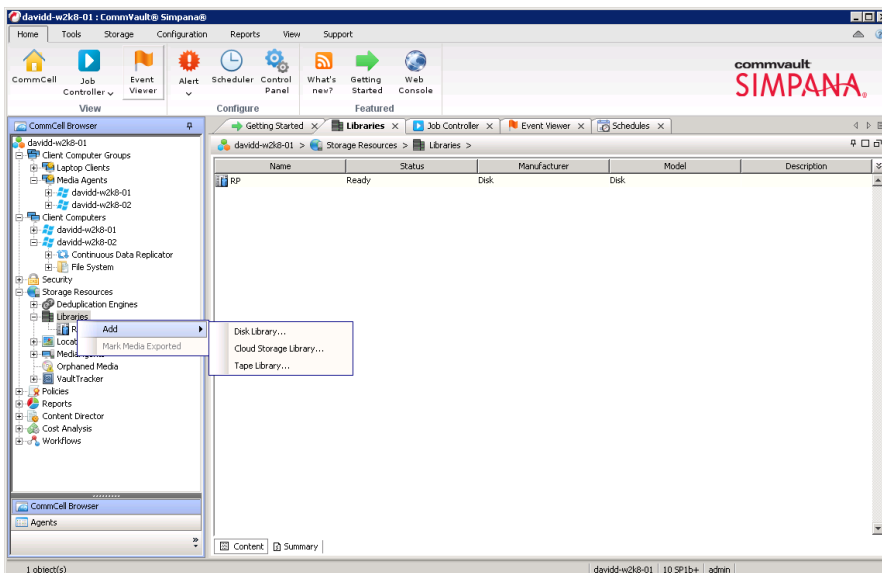 davidd-w2k8-01 : CommVault® Simpana®
Home Tools Storage Configuration Reports View Support
CommCell Job Controller Event Viewer Alert Scheduler Control Panel What's new? Getting Started Web Console
View Configure Featured
commvault
SIMPANA®
CommCell Browser
Getting Started Libraries Job Controller Event Viewer Schedules
davidd-w2k8-01 > Storage Resources > Libraries >
Name Status Manufacturer Model Description
RP Ready Disk Disk
davidd-w2k8-01
Client Computer Groups
Laptop Clients
Media Agents
davidd-w2k8-01
davidd-w2k8-02
Client Computers
davidd-w2k8-01
davidd-w2k8-02
Continuous Data Replicator
File System
Security
Storage Resources
Deduplication Engines
Libraries
R
Locat
Orphaned Media
VaultTracker
Policies
Reports
Content Director
Cost Analysis
Workflows
Add
Mark Media Exported
Disk Library...
Cloud Storage Library...
Tape Library...
CommCell Browser
Agents
Content Summary
1 object(s)
davidd-w2k8-01 10 SP1b+ admin